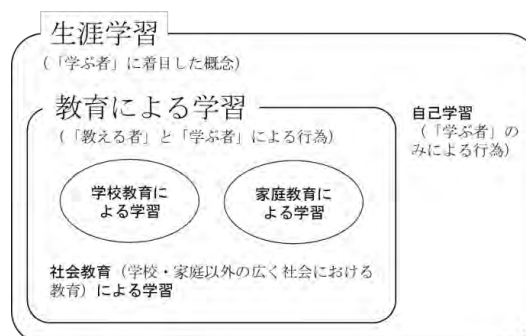 生涯学習
（「学ぶ者」に着目した概念）
教育による学習
（「教える者」と「学ぶ者」による行為）
学校教育に
よる学習
家庭教育に
よる学習
社会教育（学校・家庭以外の広く社会における
教育）による学習
自己学習
（「学ぶ者」の
みによる行為）